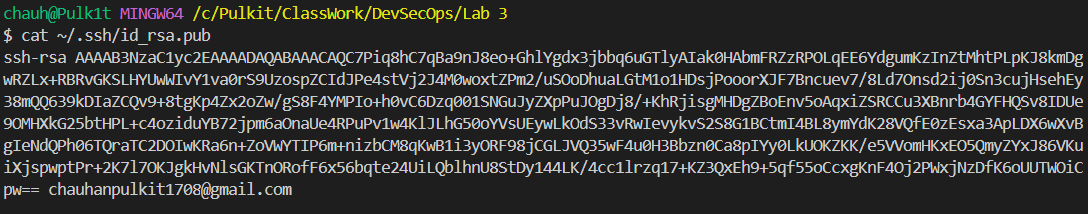 chauh@Pulk1t MINGW64 /c/Pulkit/ClassWork/DevSecOps/Lab 3
$ cat ~/.ssh/id_rsa.pub
ssh-rsa AAAAB3NzaC1yc2EAAAADAQABAAACAQC7Piq8hC7qBa9nJ8eo+GhlYgdx3jbbq6uGTlyAIak0HAbmFRZzRPOLqEE6YdgumKzInZtMhtPLpKJ8kmDg
wRZLx+RBRvGKSLHYUwWIvY1va0rS9UzospZCIdJPe4stVj2J4M0woxtZPm2/uSOoDhuaLGtM1o1HDsjPooorXJF7Bncuev7/8Ld7Onsd2ij0Sn3cujHsehEy
38mQQ639kDIaZCQv9+8tgKp4Zx2oZw/gS8F4YMPIo+h0vC6Dzq001SNGuJyZXpPuJOgDj8/+KhRjisgMHDgZBoEnv5oAqxiZSRCCu3XBnrb4GYFHQSv8IDUe
9OMHXkG25btHPL+c4oziduYB72jpm6aOnaUe4RPuPv1w4KlJLhG50oYVsUEywLkOdS33vRwIevykvS2S8G1BCtmI4BL8ymYdK28VQfE0zEsxa3ApLDX6wXvB
gIeNdQPh06TQraTC2DOIwKRa6n+ZoVWYTIP6m+nizbCM8qKwB1i3yORF98jCGLJVQ35wF4u0H3Bbzn0Ca8pIYy0LkUOKZKK/e5VVomHKxEO5QmyZYxJ86VKu
iXjspwptPr+2K7l7OKJgkHvNlsGKTnORofF6x56bqte24UiLQblhnU8StDy144LK/4cc1lrzq17+KZ3QxEh9+5qf55oCcxgKnF4Oj2PWxjNzDfK6oUUTWOiC
pw== chauhanpulkit1708@gmail.com